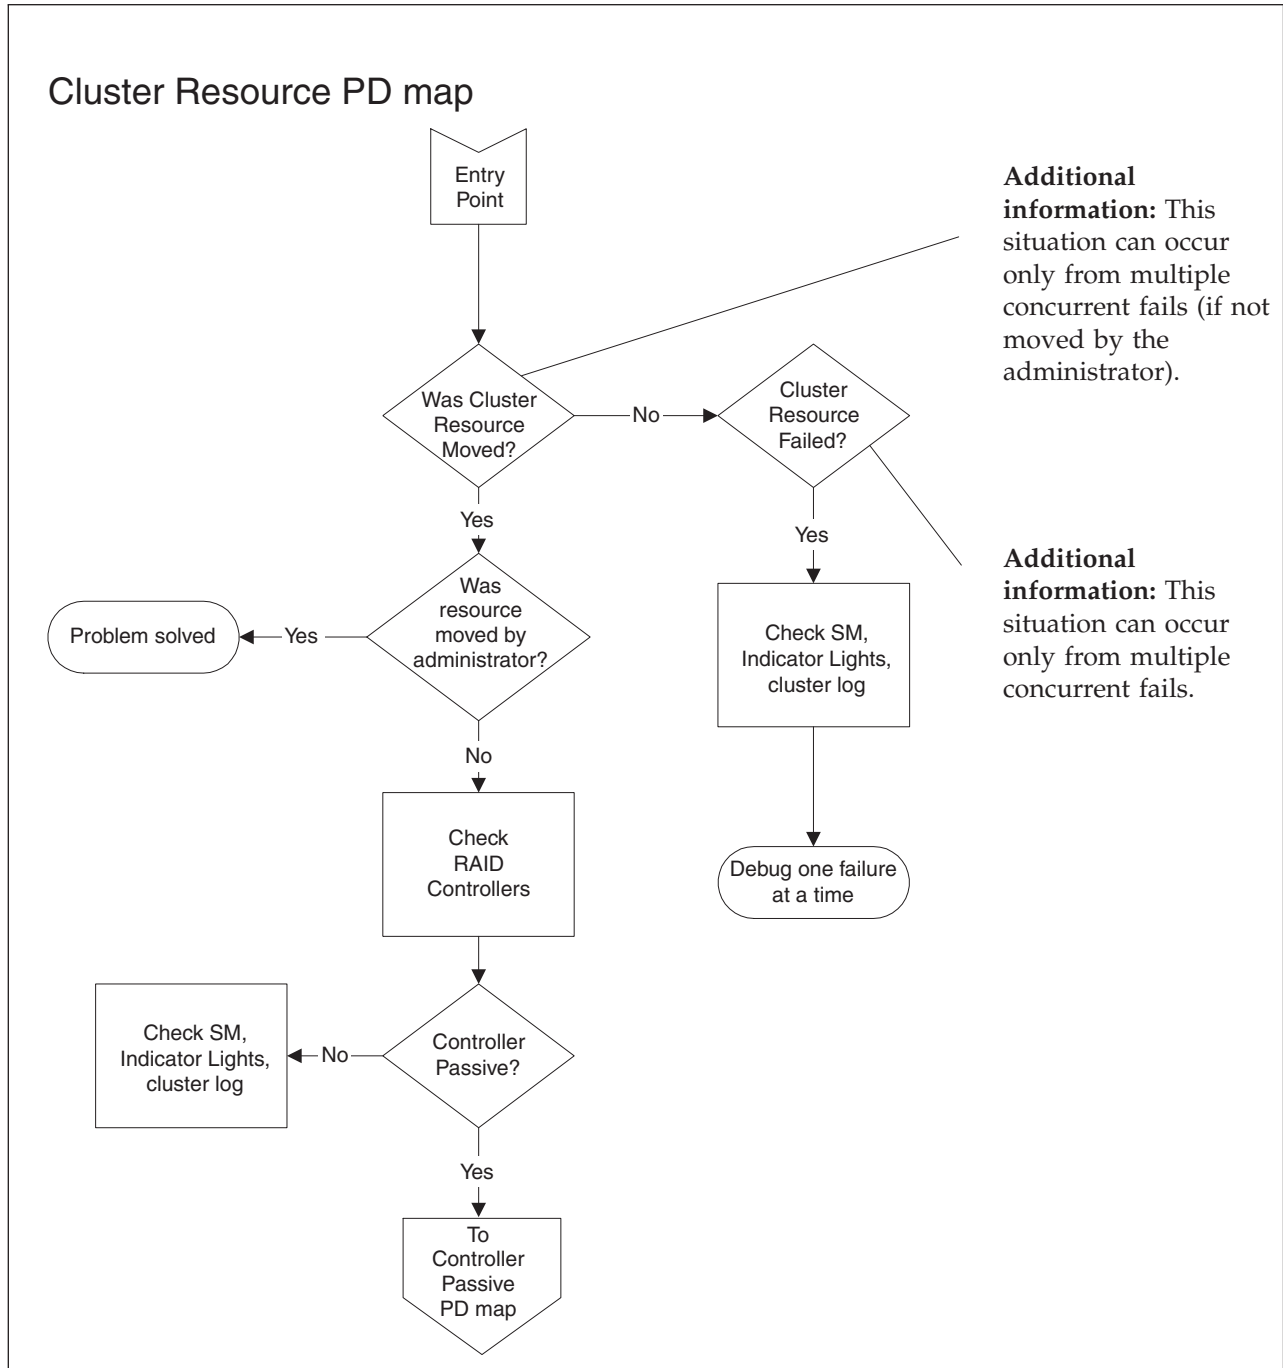 Cluster Resource PD map
Entry
Point
Additional
information: This
situation can occur
only from multiple
concurrent fails (if not
moved by the
administrator).
Was Cluster
Resource
Moved?
No
Cluster
Resource
Failed?
Yes
Yes
Additional
information: This
situation can occur
only from multiple
concurrent fails.
Was
resource
moved by
administrator?
Yes
Problem solved
Check SM,
Indicator Lights,
cluster log
No
Check
RAID
Controllers
Debug one failure
at a time
Controller
Passive?
No
Check SM,
Indicator Lights,
cluster log
Yes
To
Controller
Passive
PD map